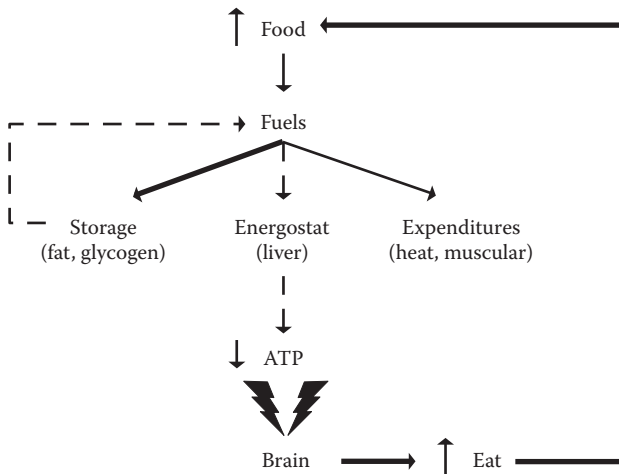 Food
Fuels
Storage
(fat, glycogen)
Energostat
(liver)
Expenditures
(heat, muscular)
ATP
Brain
Eat